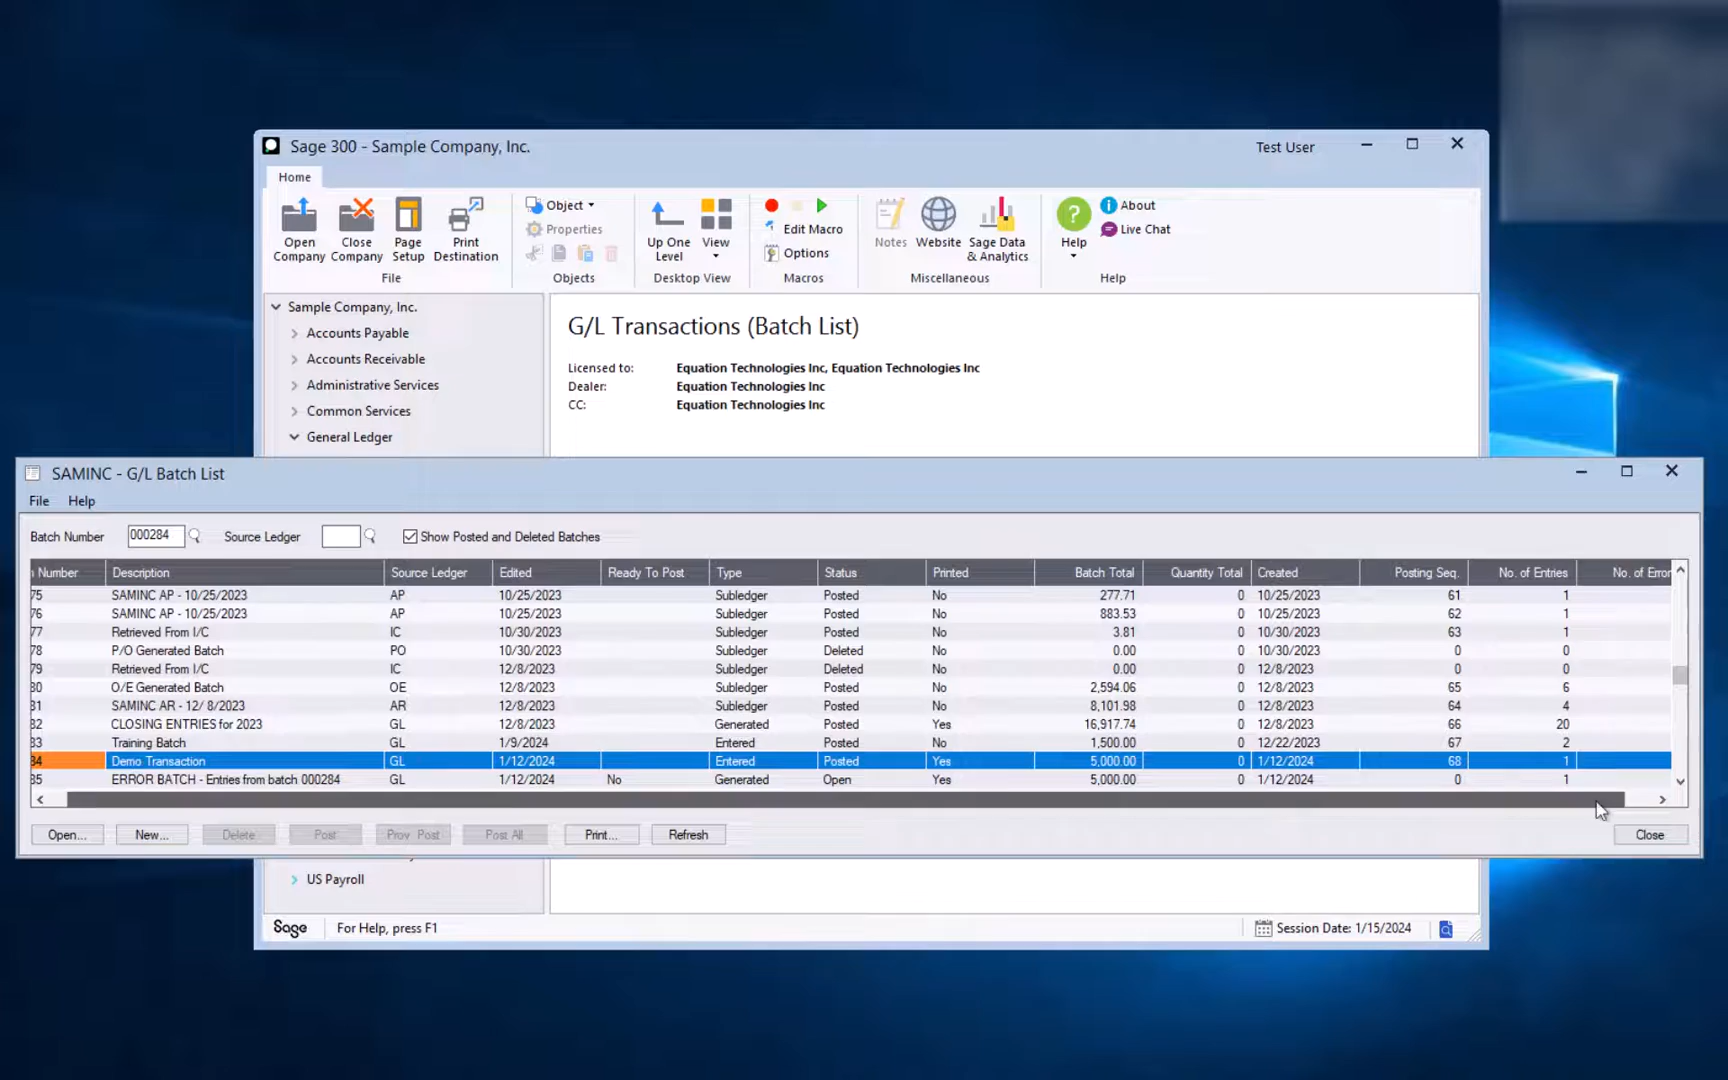 Sage 300 - Sample Company, Inc.
Test User
Home
Open Company
Close Company
Page Setup
Print Destination
File
Object
Properties
Objects
Up One Level
View
Desktop View
Edit Macro
Options
Macros
Notes
Website
Sage Data & Analytics
Miscellaneous
Help
About
Live Chat
Help
Sample Company, Inc.
Accounts Payable
Accounts Receivable
Administrative Services
Common Services
General Ledger
G/L Transactions (Batch List)
Licensed to: Equation Technologies Inc, Equation Technologies Inc
Dealer: Equation Technologies Inc
CC: Equation Technologies Inc
SAMINC - G/L Batch List
File Help
Batch Number 000284 Source Ledger Show Posted and Deleted Batches
Number Description Source Ledger Edited Ready To Post Type Status Printed Batch Total Quantity Total Created Posting Seq. No. of Entries No. of Error
75 SAMINC AP - 10/25/2023 AP 10/25/2023 Subledger Posted No 277.71 0 10/25/2023 61 1
76 SAMINC AP - 10/25/2023 AP 10/25/2023 Subledger Posted No 883.53 0 10/25/2023 62 1
77 Retrieved From I/C IC 10/30/2023 Subledger Posted No 3.81 0 10/30/2023 63 1
78 P/O Generated Batch PO 10/30/2023 Subledger Deleted No 0.00 0 10/30/2023 0 0
79 Retrieved From I/C IC 12/8/2023 Subledger Deleted No 0.00 0 12/8/2023 0 0
80 O/E Generated Batch OE 12/8/2023 Subledger Posted No 2,594.06 0 12/8/2023 65 6
81 SAMINC AR - 12/ 8/2023 AR 12/8/2023 Subledger Posted No 8,101.98 0 12/8/2023 64 4
82 CLOSING ENTRIES for 2023 GL 12/8/2023 Generated Posted Yes 16,917.74 0 12/8/2023 66 20
83 Training Batch GL 1/9/2024 Entered Posted No 1,500.00 0 12/22/2023 67 2
84 Demo Transaction GL 1/12/2024 Entered Posted Yes 5,000.00 0 1/12/2024 68 1
85 ERROR BATCH - Entries from batch 000284 GL 1/12/2024 No Generated Open Yes 5,000.00 0 1/12/2024 0 1
Open... New... Delete Post Prov. Post Post All Print... Refresh Close
US Payroll
Sage For Help, press F1 Session Date: 1/15/2024